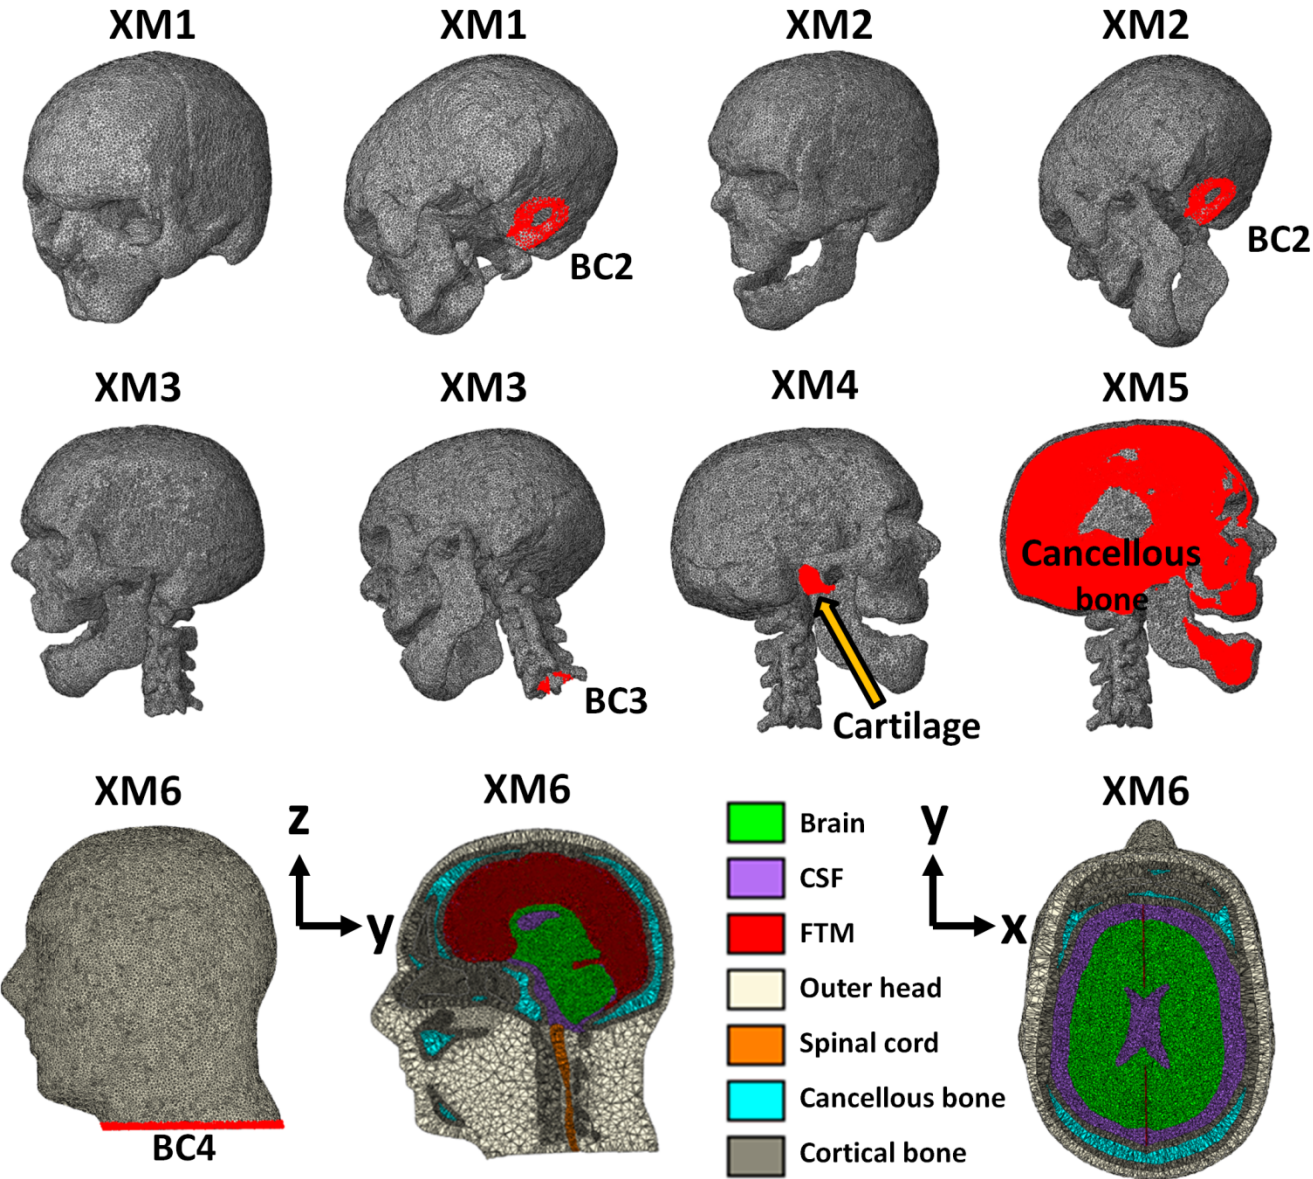 XM1
XM1
XM2
XM2
BC2
BC2
XM3
XM3
XM4
XM5
Cancellous
bone
BC3
Cartilage
XM6
XM6
XM6
z
y
Brain
CSF
FTM
Outer head
Spinal cord
Cancellous bone
Cortical bone
y
x
BC4